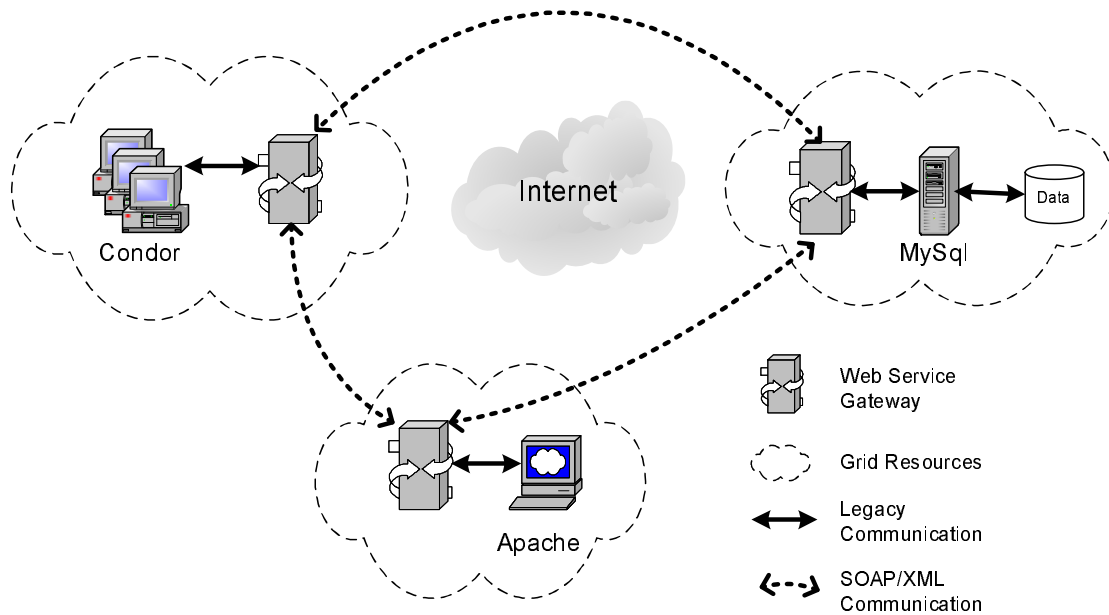 Internet
Condor
MySql
Data
Apache
Web Service
Gateway
Grid Resources
Legacy
Communication
SOAP/XML
Communication